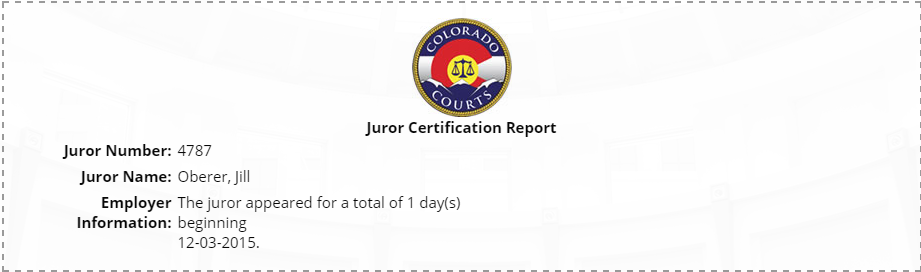 COLORADO
COURTS
Juror Certification Report
Juror Number: 4787
Juror Name: Oberer, Jill
Employer The juror appeared for a total of 1 day(s)
Information: beginning
12-03-2015.